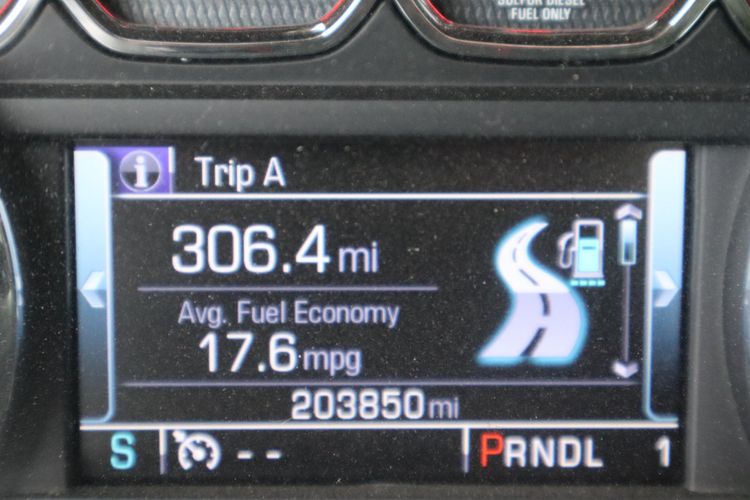 SULFUR DIESEL
FUEL ONLY
Trip A
306.4 mi
Avg. Fuel Economy
17.6 mpg
203850 mi
S -- PRNDL 1